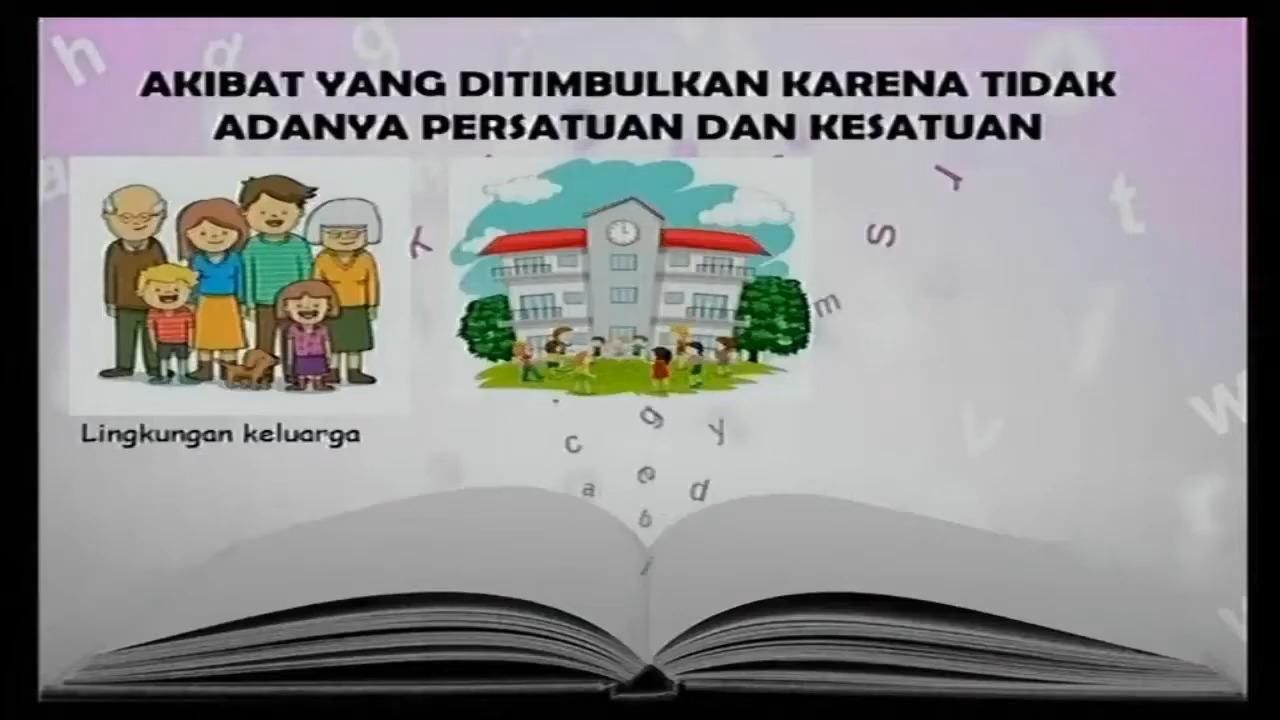 AKIBAT YANG DITIMBULKAN KARENA TIDAK
ADANYA PERSATUAN DAN KESATUAN
Lingkungan keluarga